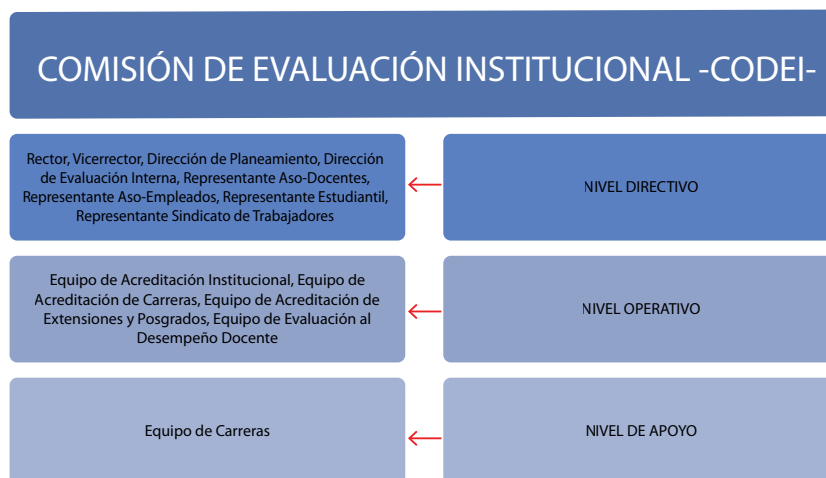 COMISIÓN DE EVALUACIÓN INSTITUCIONAL -CODEI-
Rector, Vicerrector, Dirección de Planeamiento, Dirección
de Evaluación Interna, Representante Aso-Docentes,
Representante Aso-Empleados, Representante Estudiantil,
Representante Sindicato de Trabajadores
NIVEL DIRECTIVO
Equipo de Acreditación Institucional, Equipo de
Acreditación de Carreras, Equipo de Acreditación de
Extensiones y Posgrados, Equipo de Evaluación al
Desempeño Docente
NIVEL OPERATIVO
Equipo de Carreras
NIVEL DE APOYO